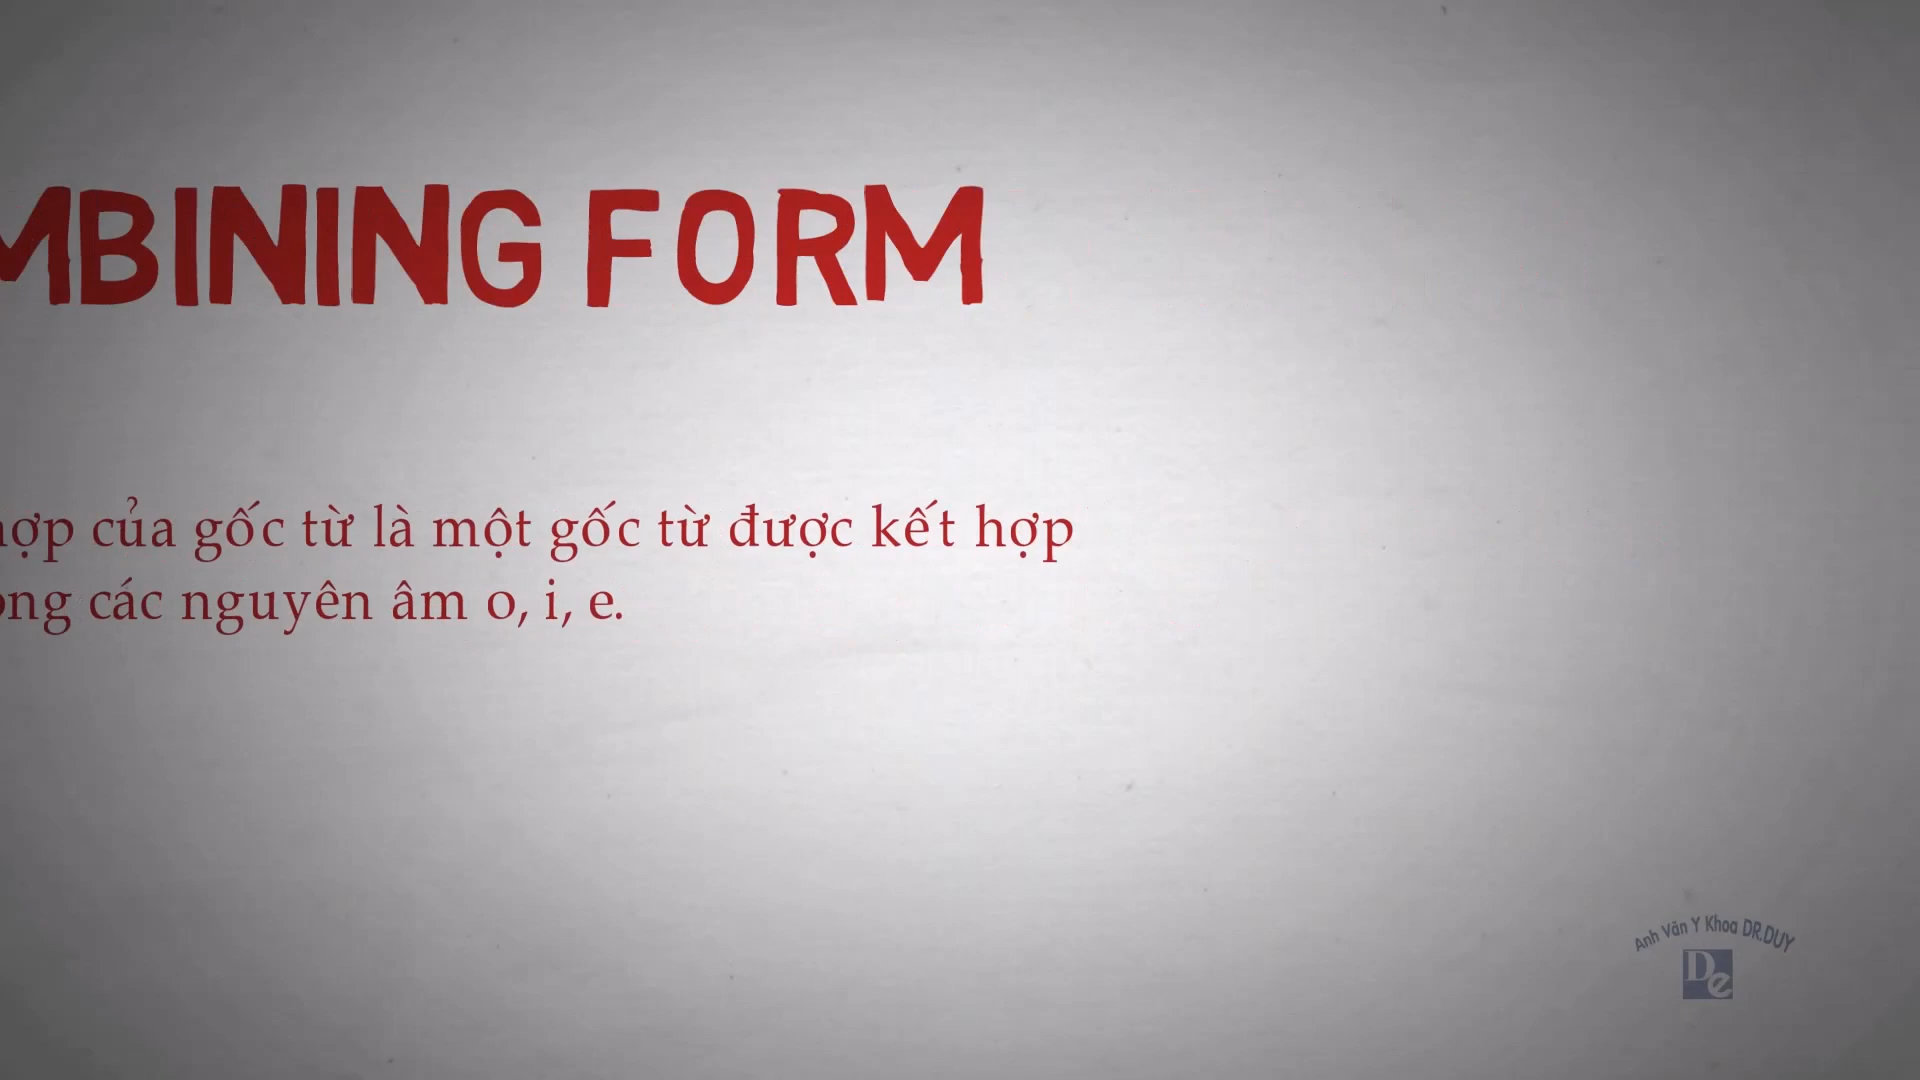 MBINING FORM
hợp của gốc từ là một gốc từ được kết hợp
ong các nguyên âm o, i, e.
Anh Văn Y Khoa DR.DUY
De